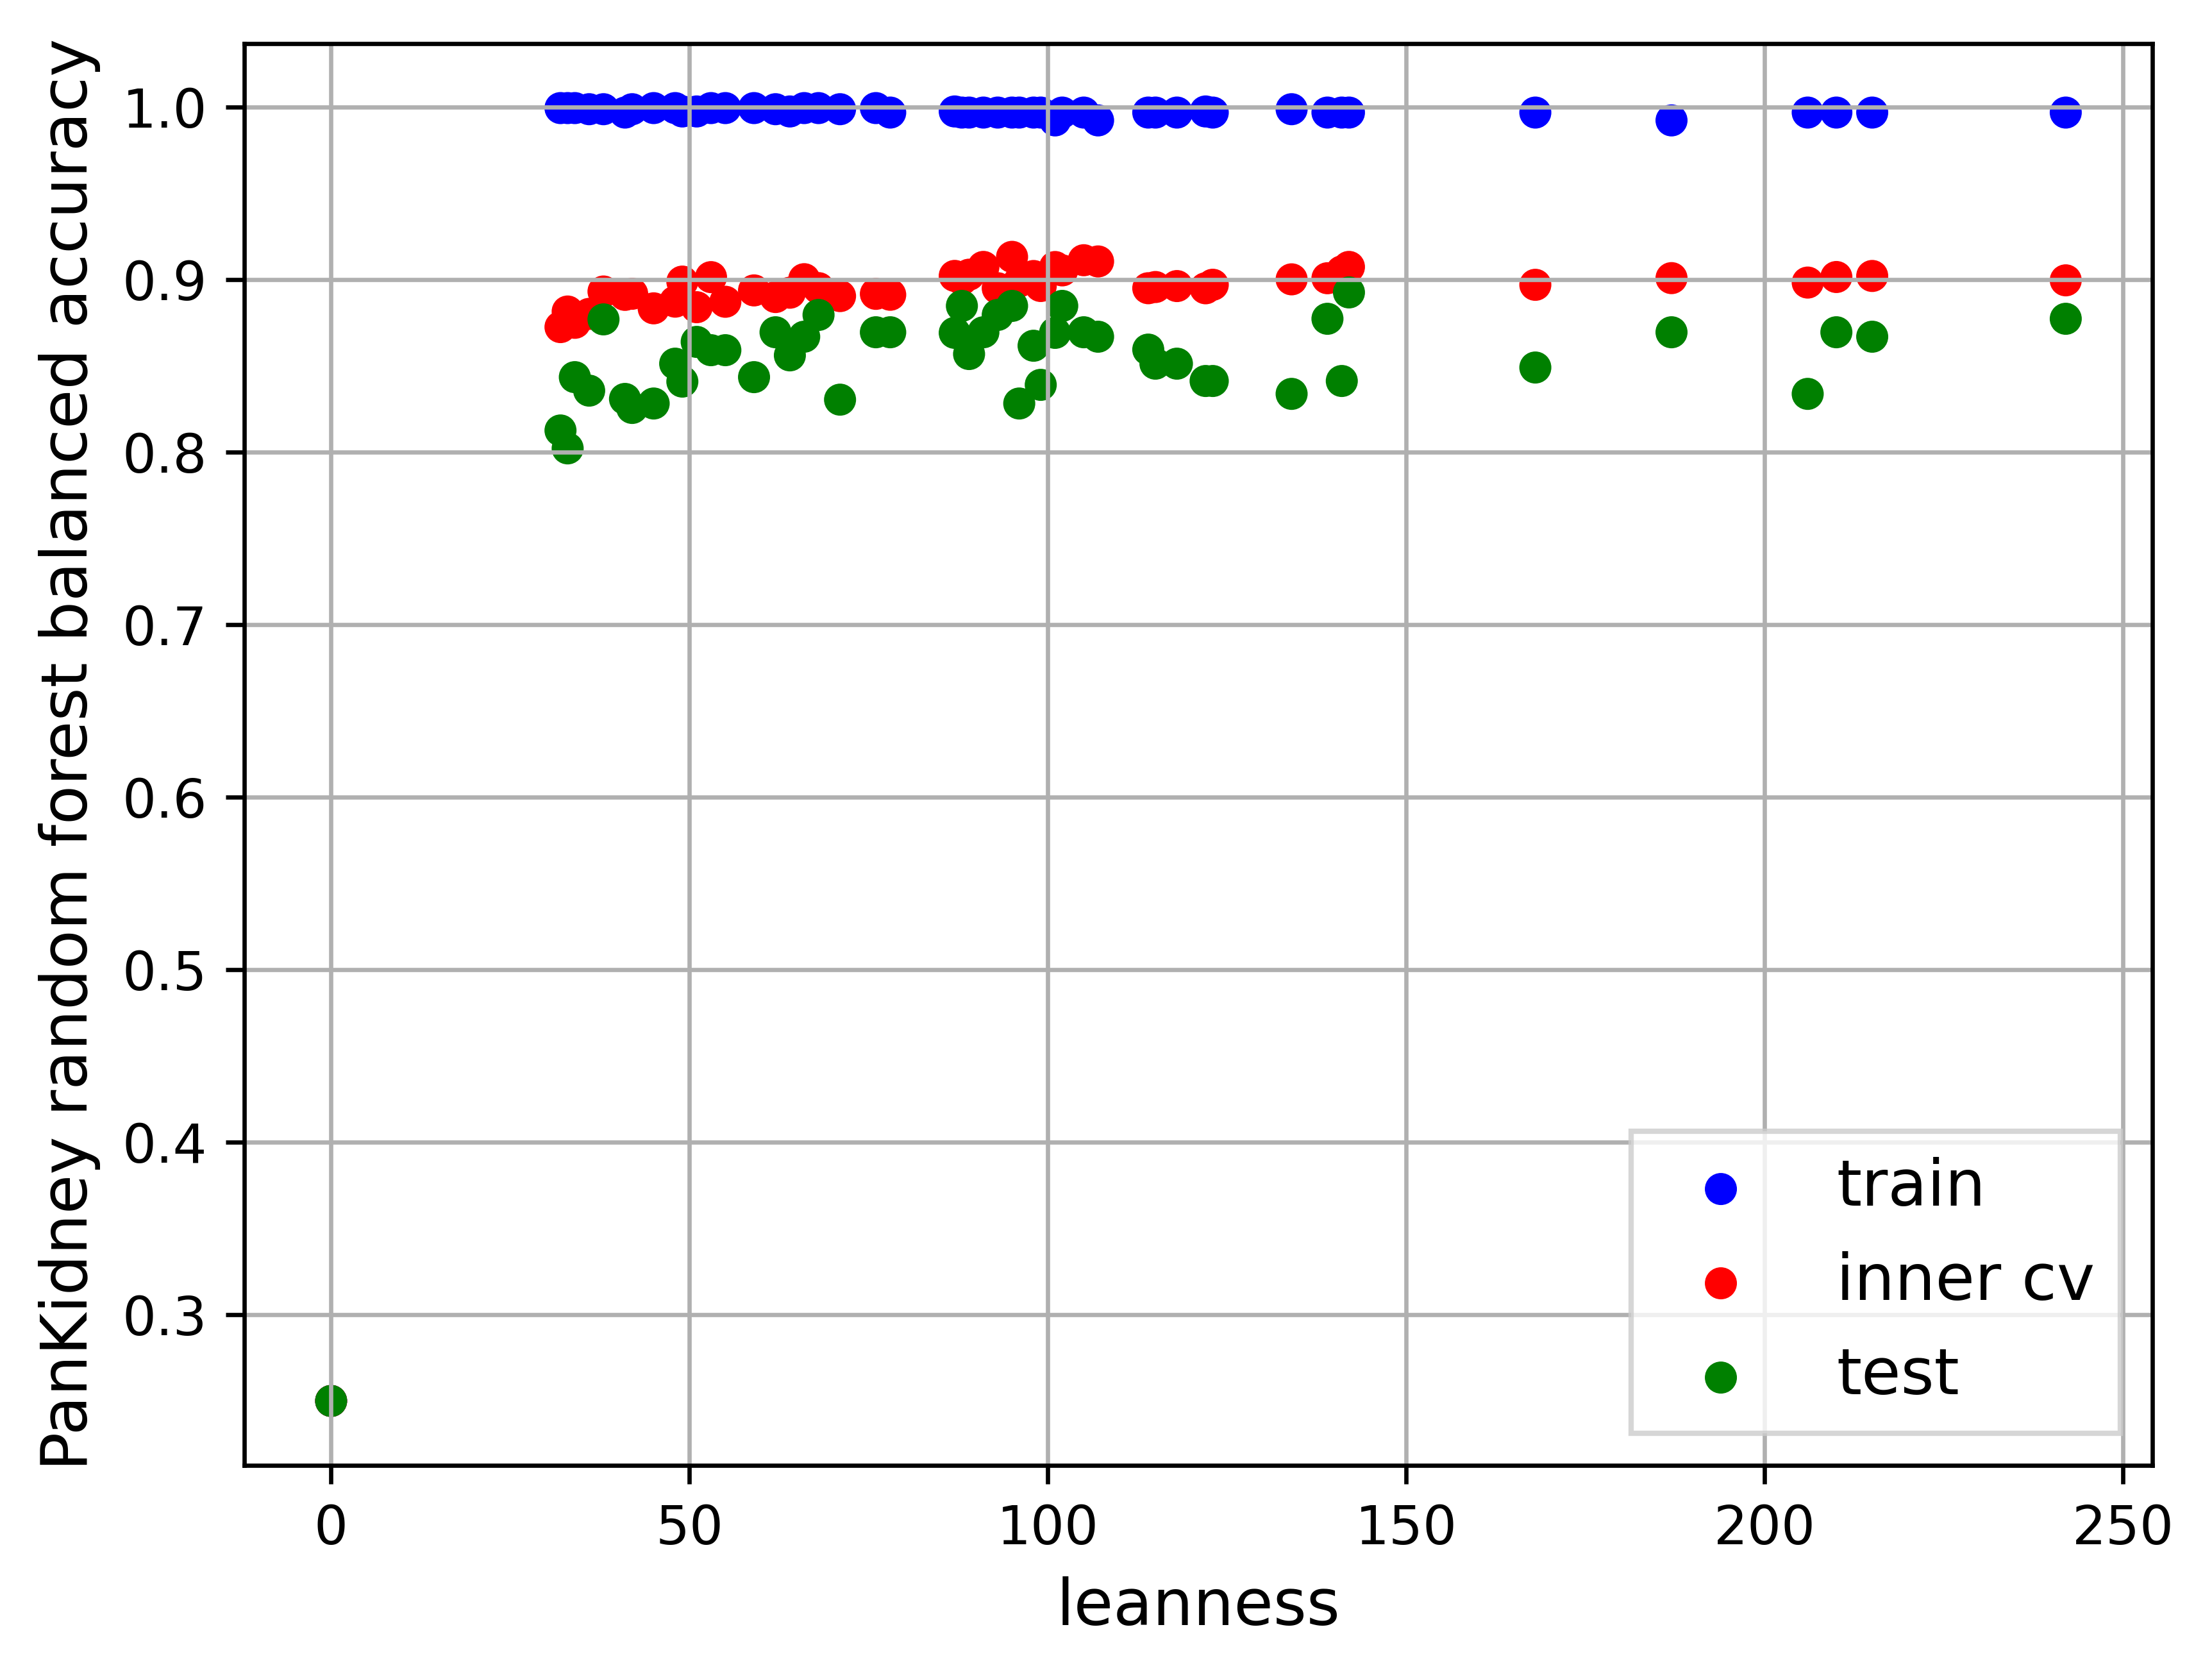 PanKidney random forest balanced accuracy
1.0
0.9
0.8
0.7
0.6
0.5
0.4
0.3
train
inner cv
test
0 50 100 150 200 250
leanness